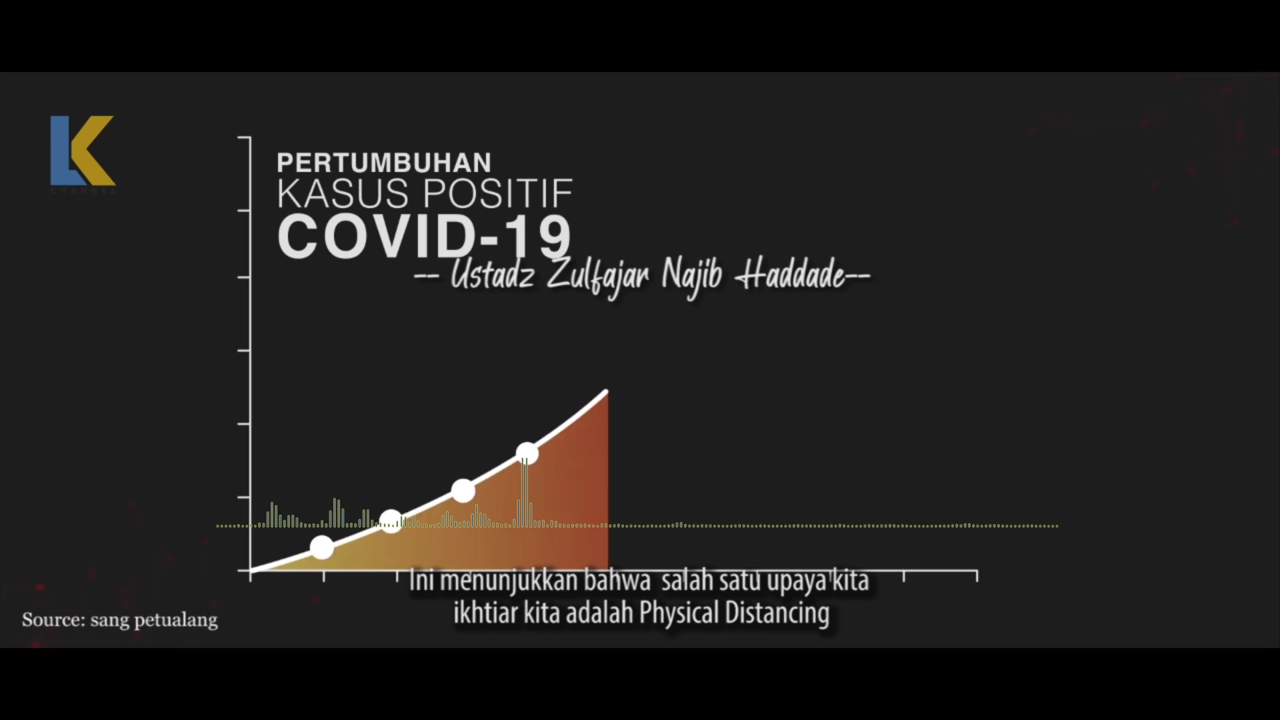 LK
PERTUMBUHAN
KASUS POSITIF
COVID-19
-- Ustadz Zulfajar Najib Haddade--
Ini menunjukkan bahwa salah satu upaya kita
ikhtiar kita adalah Physical Distancing
Source: sang petualang